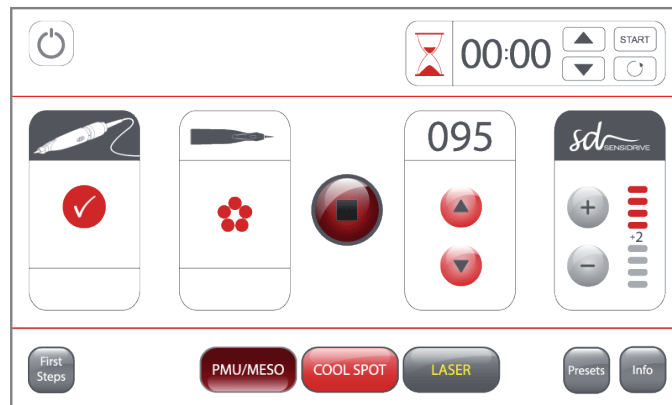 00:00
START
095
sd
SENSIDRIVE
+2
First
Steps
PMU/MESO
COOL SPOT
LASER
Presets
Info